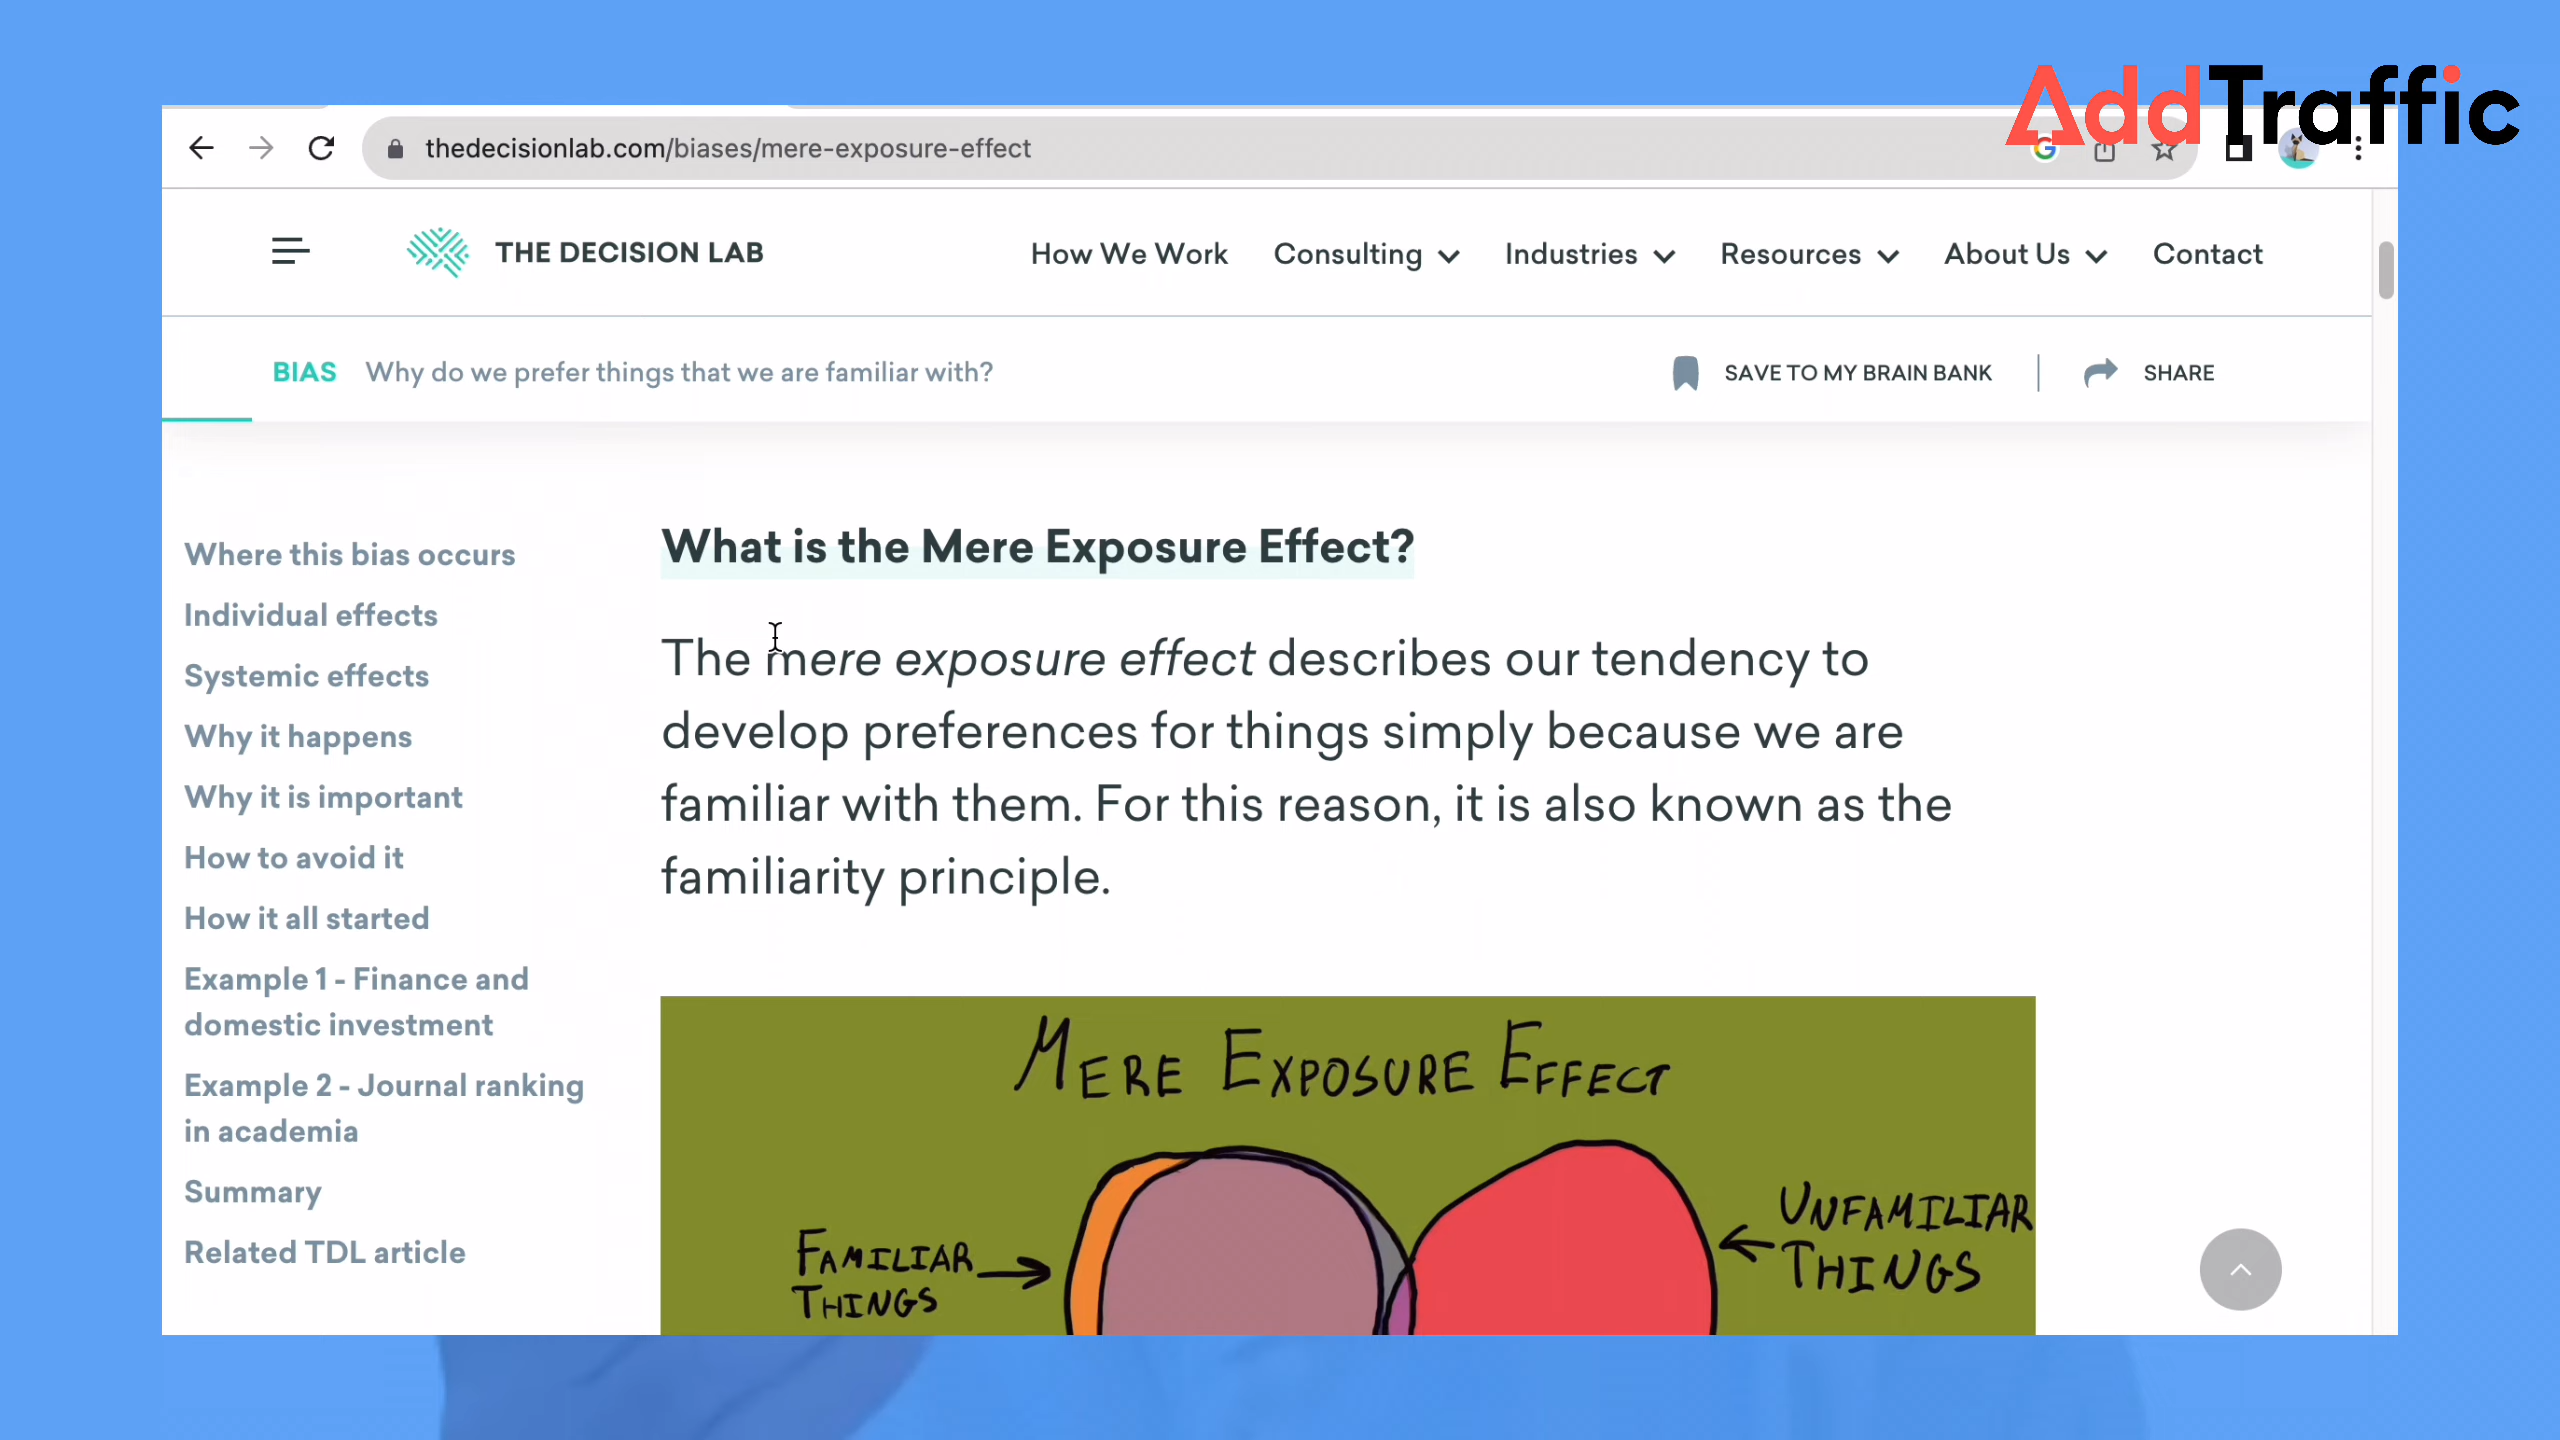 AddTraffic
thedecisionlab.com/biases/mere-exposure-effect
THE DECISION LAB
How We Work
Consulting
Industries
Resources
About Us
Contact
BIAS
Why do we prefer things that we are familiar with?
SAVE TO MY BRAIN BANK
SHARE
Where this bias occurs
Individual effects
Systemic effects
Why it happens
Why it is important
How to avoid it
How it all started
Example 1 - Finance and
domestic investment
Example 2 - Journal ranking
in academia
Summary
Related TDL article
What is the Mere Exposure Effect?
The mere exposure effect describes our tendency to
develop preferences for things simply because we are
familiar with them. For this reason, it is also known as the
familiarity principle.
MERE EXPOSURE EFFECT
FAMILIAR
THINGS
UNFAMILIAR
THINGS